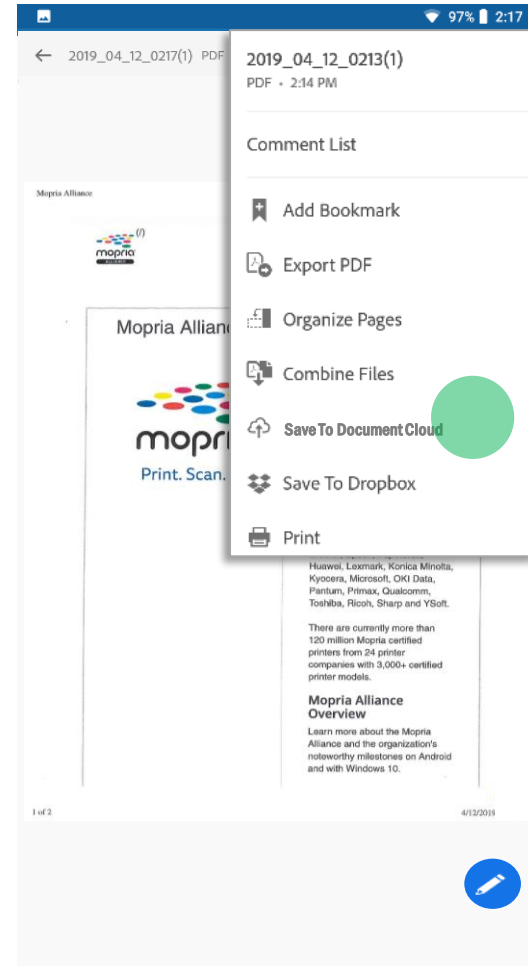 97% 2:17
2019_04_12_0217(1) PDF
2019_04_12_0213(1)
PDF • 2:14 PM
Comment List
Add Bookmark
Export PDF
Organize Pages
Combine Files
Save To Document Cloud
Save To Dropbox
Print
Mopria Alliance
(/)
mopria
ALLIANCE
Mopria Allian
mopri
Print. Scan.
Huawei, Lexmark, Konica Minolta,
Kyocera, Microsoft, OKI Data,
Pantum, Primax, Qualcomm,
Toshiba, Ricoh, Sharp and YSoft.
There are currently more than
120 million Mopria certified
printers from 24 printer
companies with 3,000+ certified
printer models.
Mopria Alliance
Overview
Learn more about the Mopria
Alliance and the organization's
noteworthy milestones on Android
and with Windows 10.
1 of 2
4/12/2019